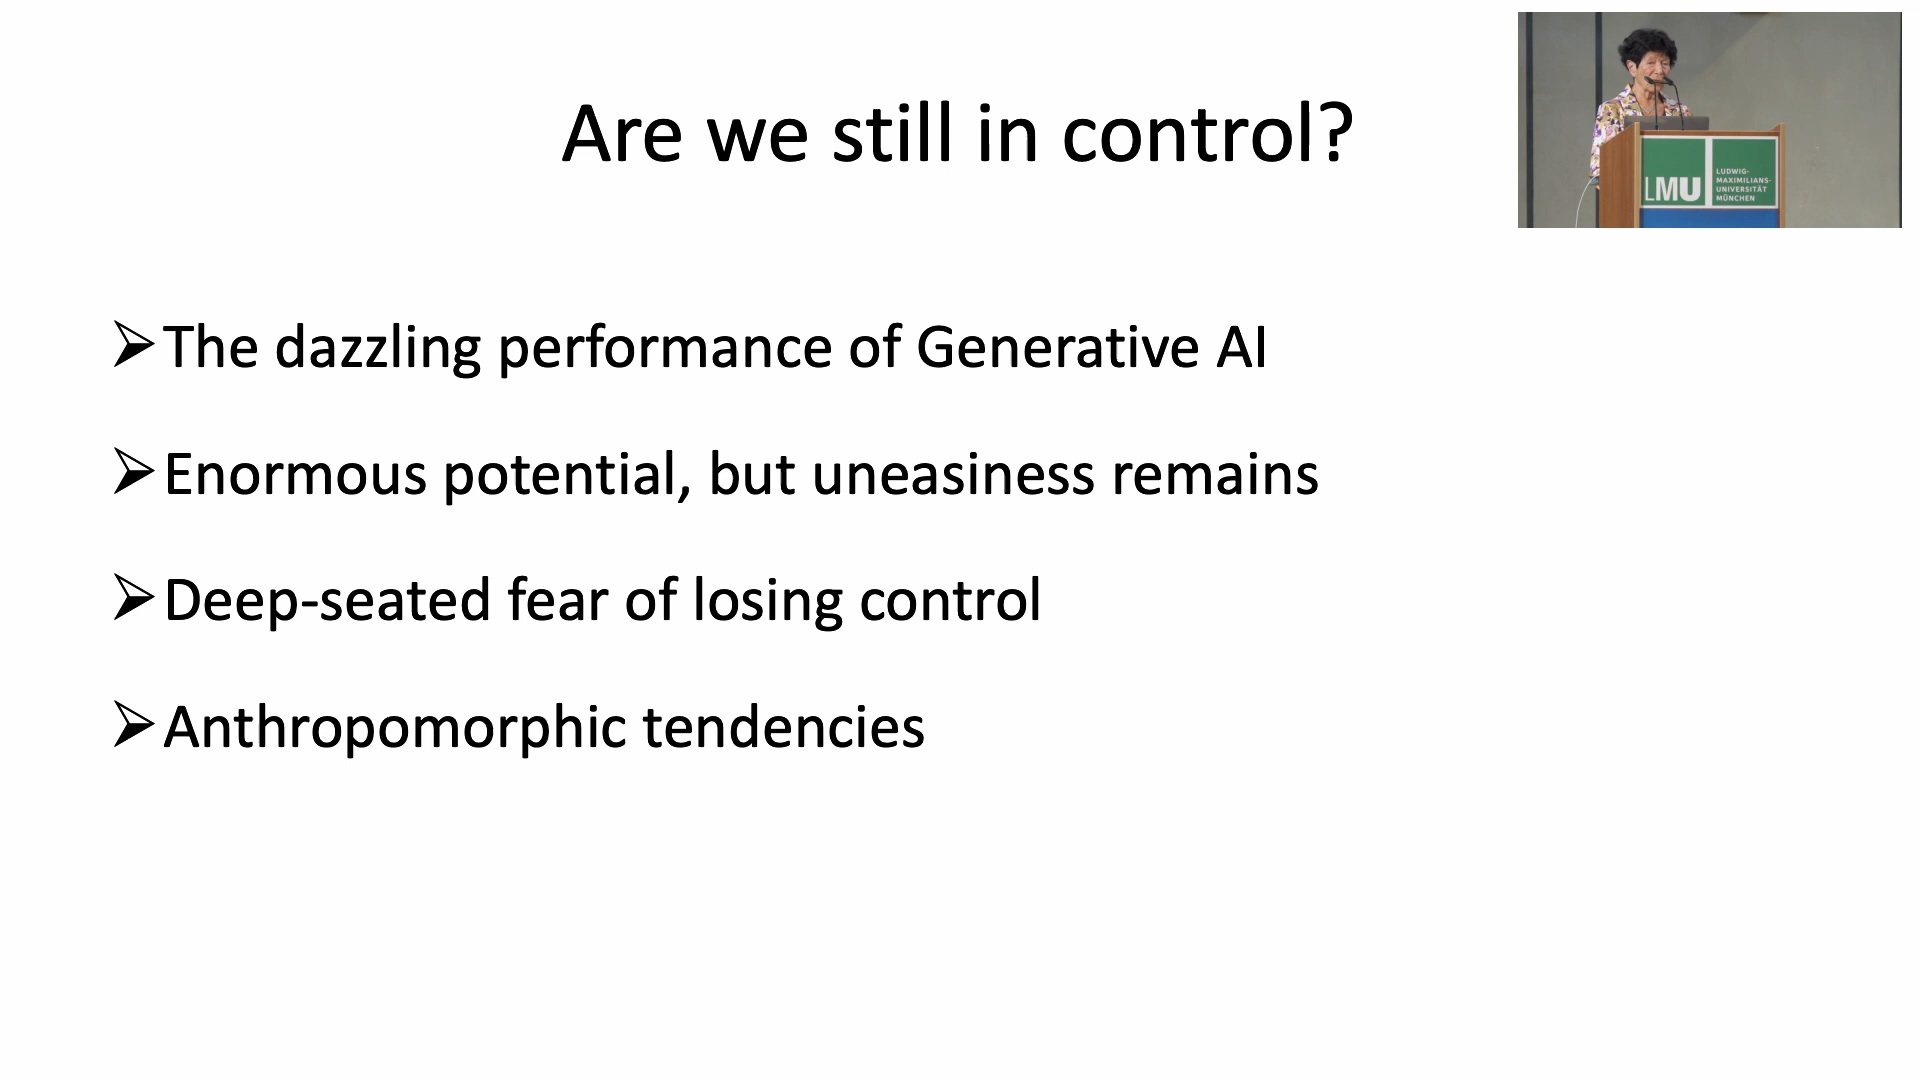 Are we still in control?
The dazzling performance of Generative AI
Enormous potential, but uneasiness remains
Deep-seated fear of losing control
Anthropomorphic tendencies
LMU
LUDWIG-
MAXIMILIANS-
UNIVERSITÄT
MÜNCHEN